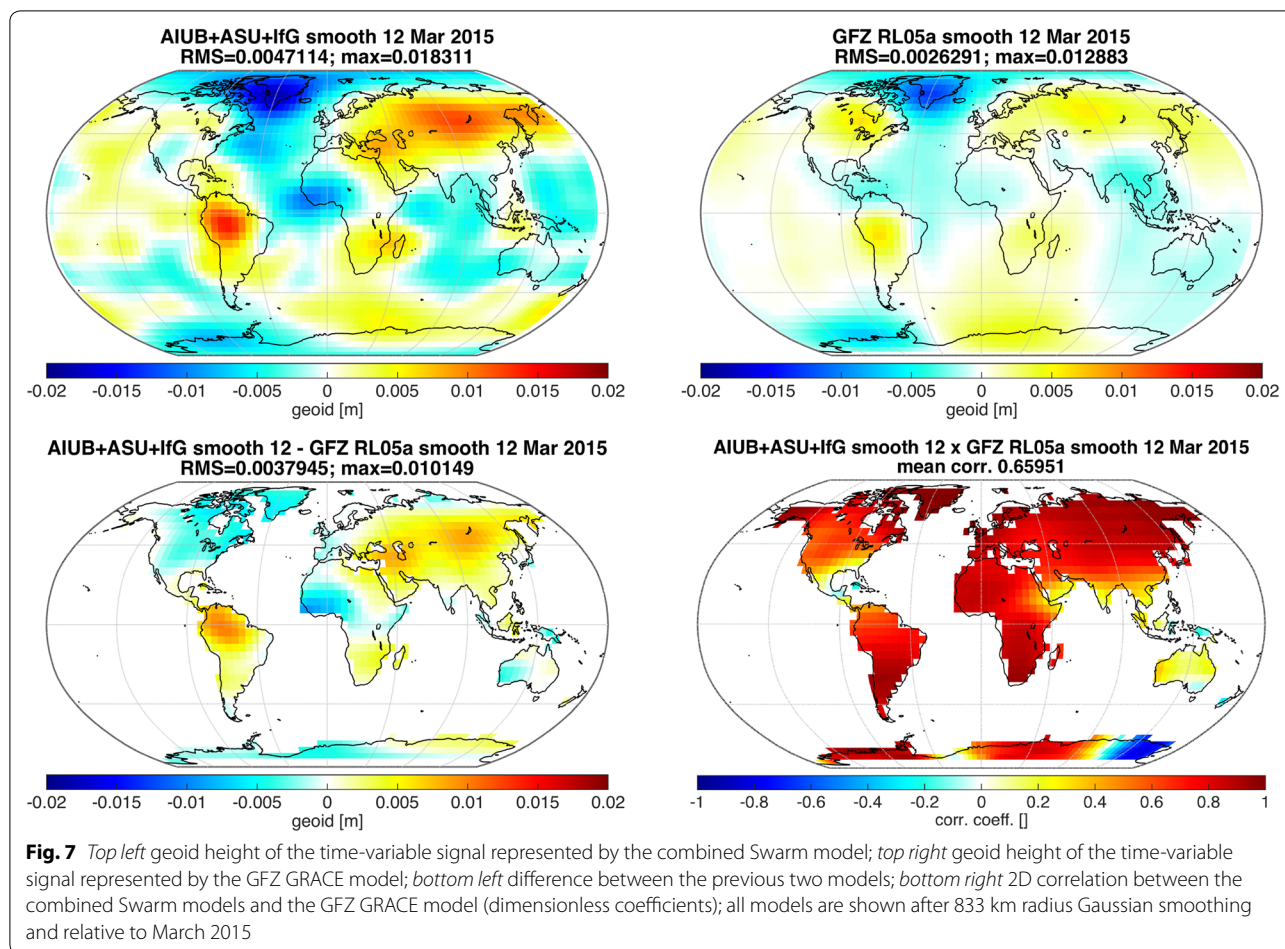 AIUB+ASU+IfG smooth 12 Mar 2015
RMS=0.0047114; max=0.018311
-0.02 -0.015 -0.01 -0.005 0 0.005 0.01 0.015 0.02
geoid [m]
GFZ RL05a smooth 12 Mar 2015
RMS=0.0026291; max=0.012883
-0.02 -0.015 -0.01 -0.005 0 0.005 0.01 0.015 0.02
geoid [m]
AIUB+ASU+IfG smooth 12 - GFZ RL05a smooth 12 Mar 2015
RMS=0.0037945; max=0.010149
-0.02 -0.015 -0.01 -0.005 0 0.005 0.01 0.015 0.02
geoid [m]
AIUB+ASU+IfG smooth 12 x GFZ RL05a smooth 12 Mar 2015
mean corr. 0.65951
-1 -0.8 -0.6 -0.4 -0.2 0 0.2 0.4 0.6 0.8 1
corr. coeff. []
Fig. 7 Top left geoid height of the time-variable signal represented by the combined Swarm model; top right geoid height of the time-variable
signal represented by the GFZ GRACE model; bottom left difference between the previous two models; bottom right 2D correlation between the
combined Swarm models and the GFZ GRACE model (dimensionless coefficients); all models are shown after 833 km radius Gaussian smoothing
and relative to March 2015